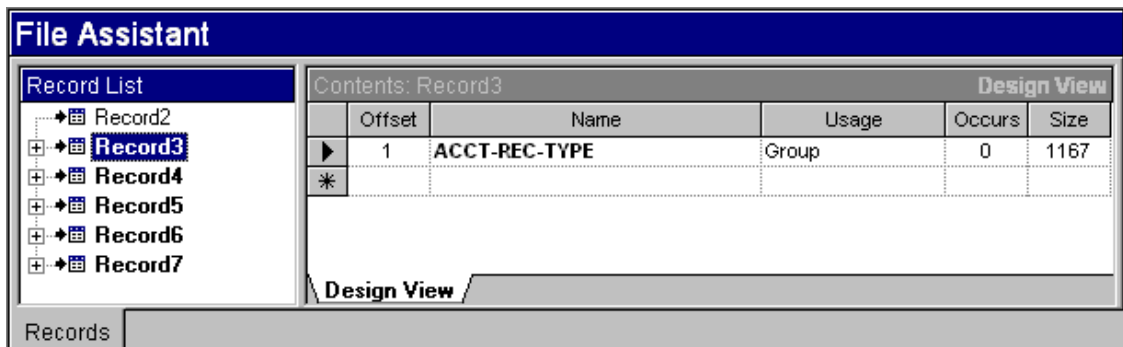 File Assistant
Record List
Record2
Record3
Record4
Record5
Record6
Record7
Contents: Record3 Design View
Offset Name Usage Occurs Size
1 ACCT-REC-TYPE Group 0 1167
Design View
Records